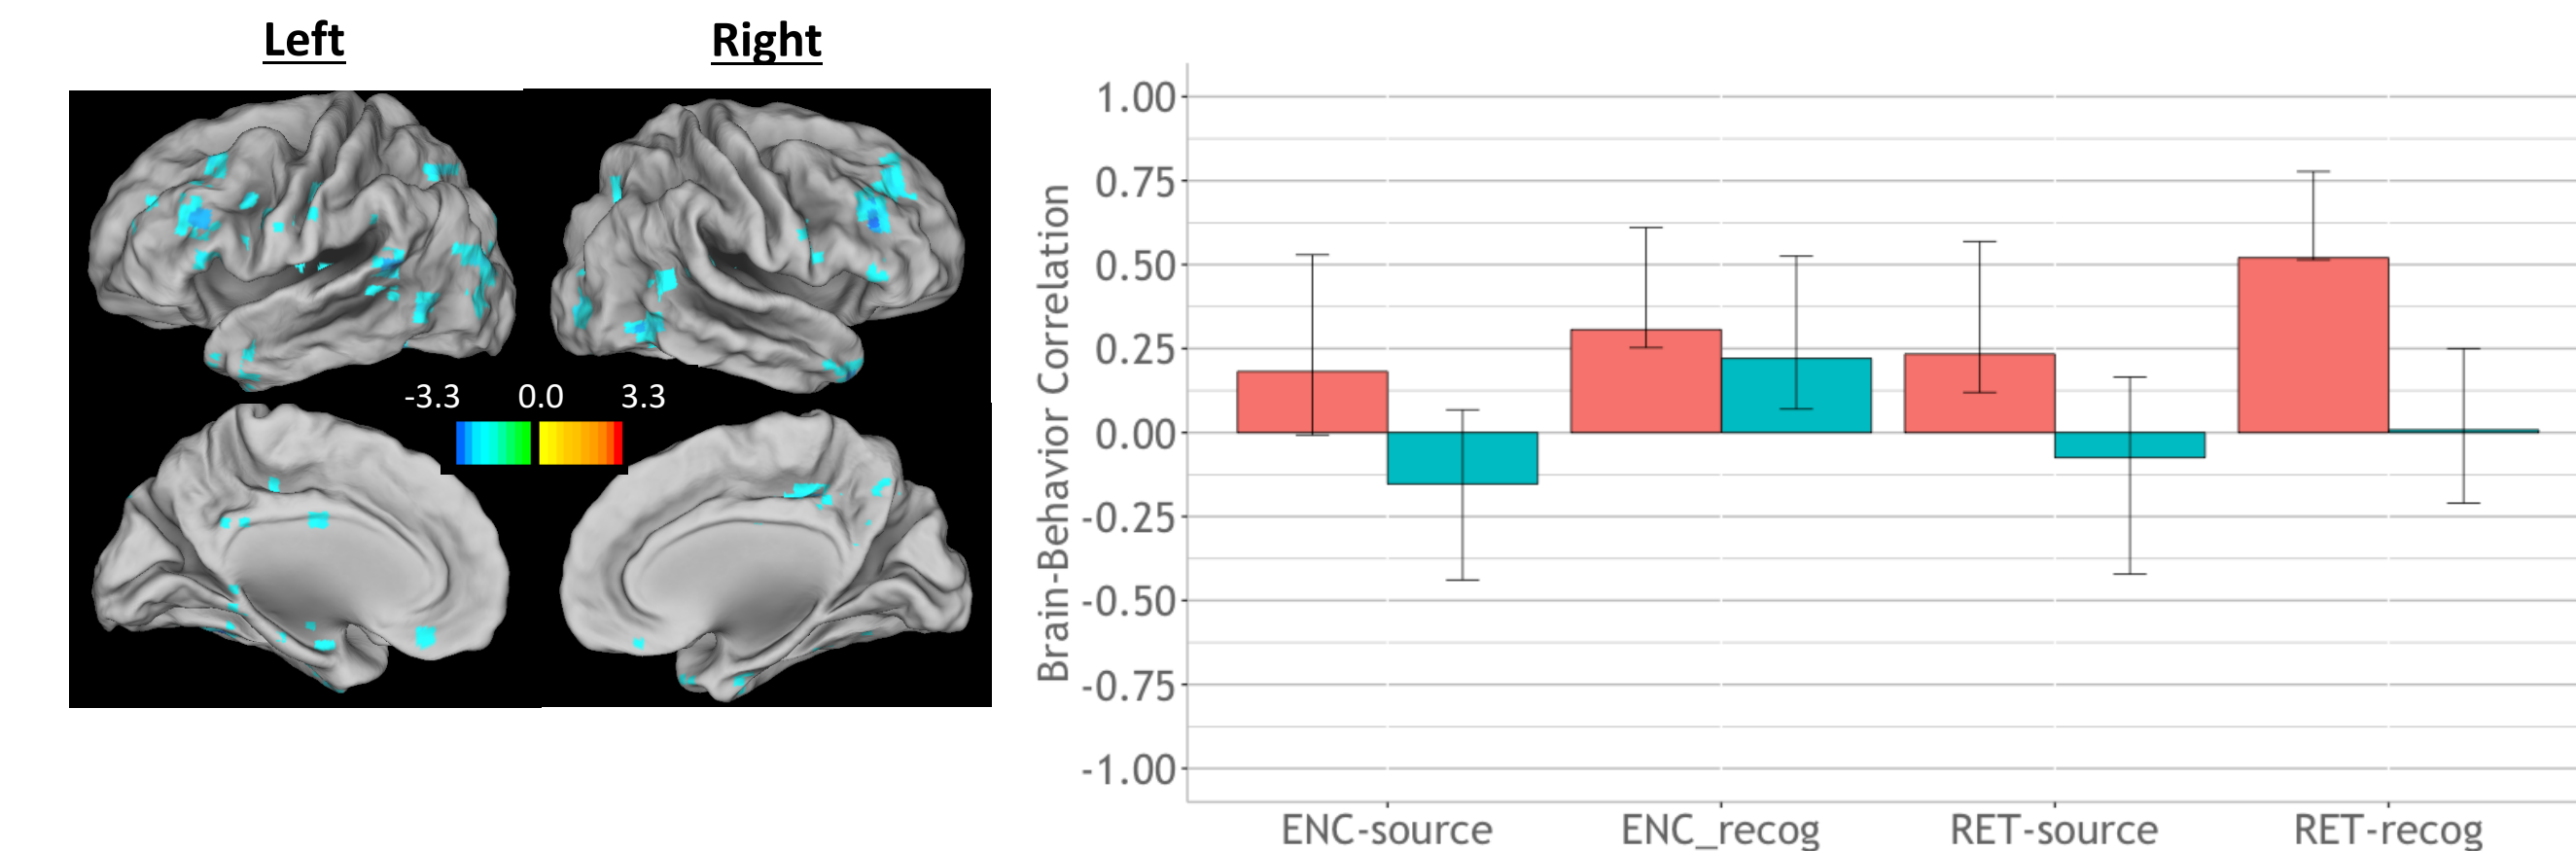 Left
Right
-3.3 0.0 3.3
Brain-Behavior Correlation
1.00
0.75
0.50
0.25
0.00
-0.25
-0.50
-0.75
-1.00
ENC-source
ENC_recog
RET-source
RET-recog